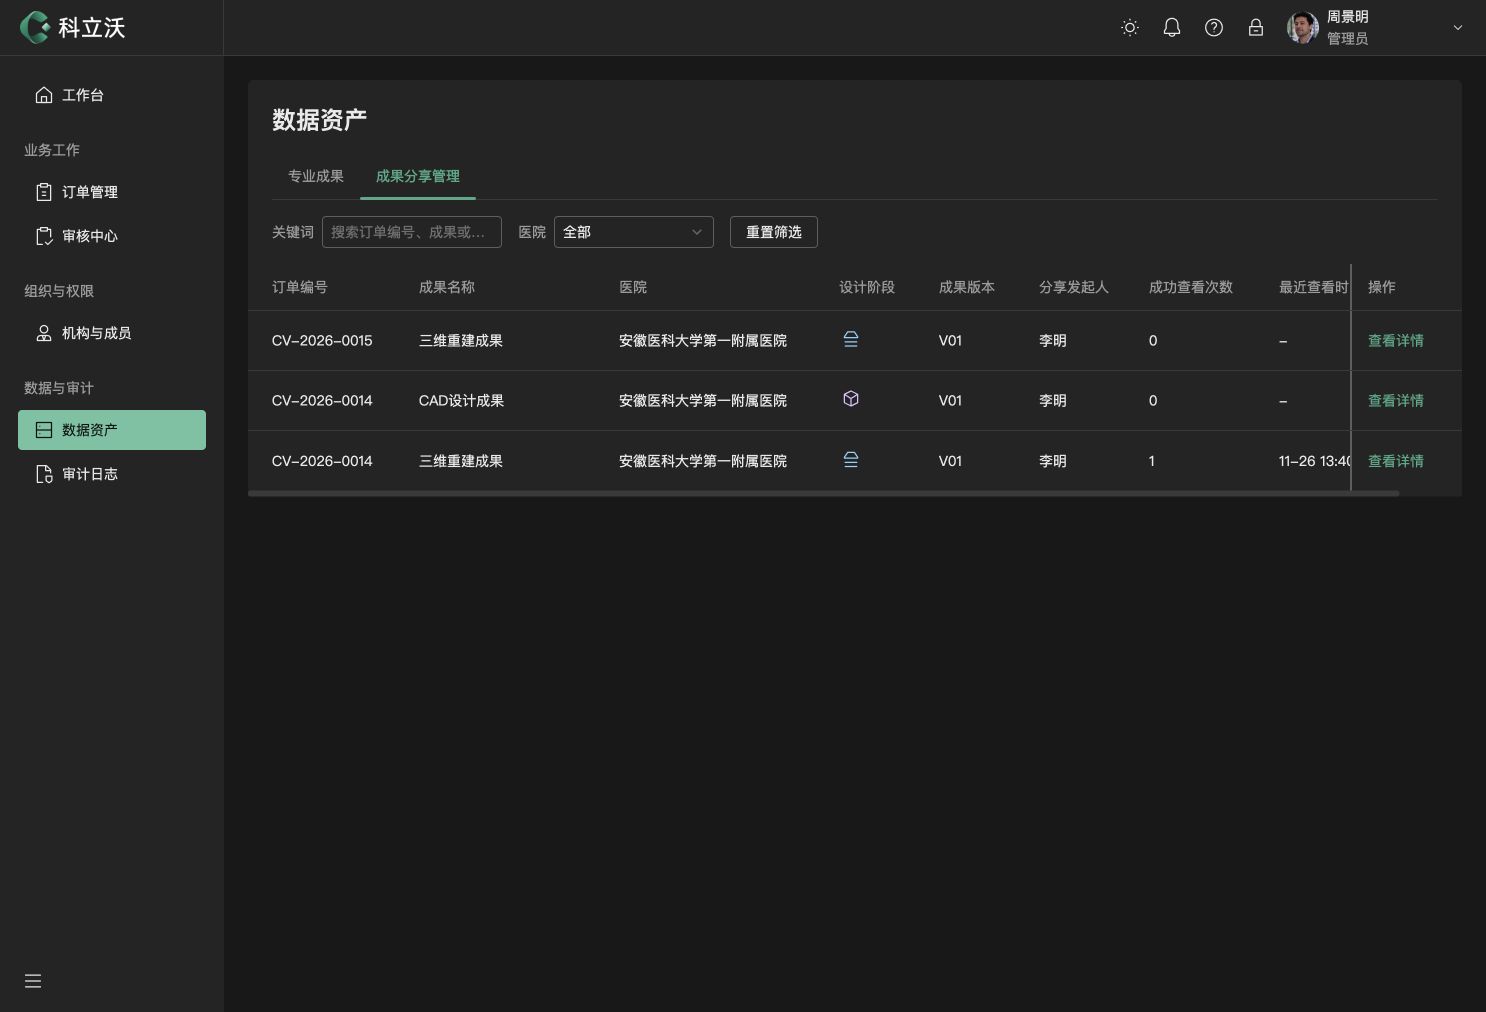 科立沃
周景明
管理员
工作台
业务工作
订单管理
审核中心
组织与权限
机构与成员
数据与审计
数据资产
审计日志
数据资产
专业成果 成果分享管理
关键词 搜索订单编号、成果或... 医院 全部 重置筛选
订单编号 成果名称 医院 设计阶段 成果版本 分享发起人 成功查看次数 最近查看时 操作
CV-2026-0015 三维重建成果 安徽医科大学第一附属医院 V01 李明 0 – 查看详情
CV-2026-0014 CAD设计成果 安徽医科大学第一附属医院 V01 李明 0 – 查看详情
CV-2026-0014 三维重建成果 安徽医科大学第一附属医院 V01 李明 1 11-26 13:40 查看详情